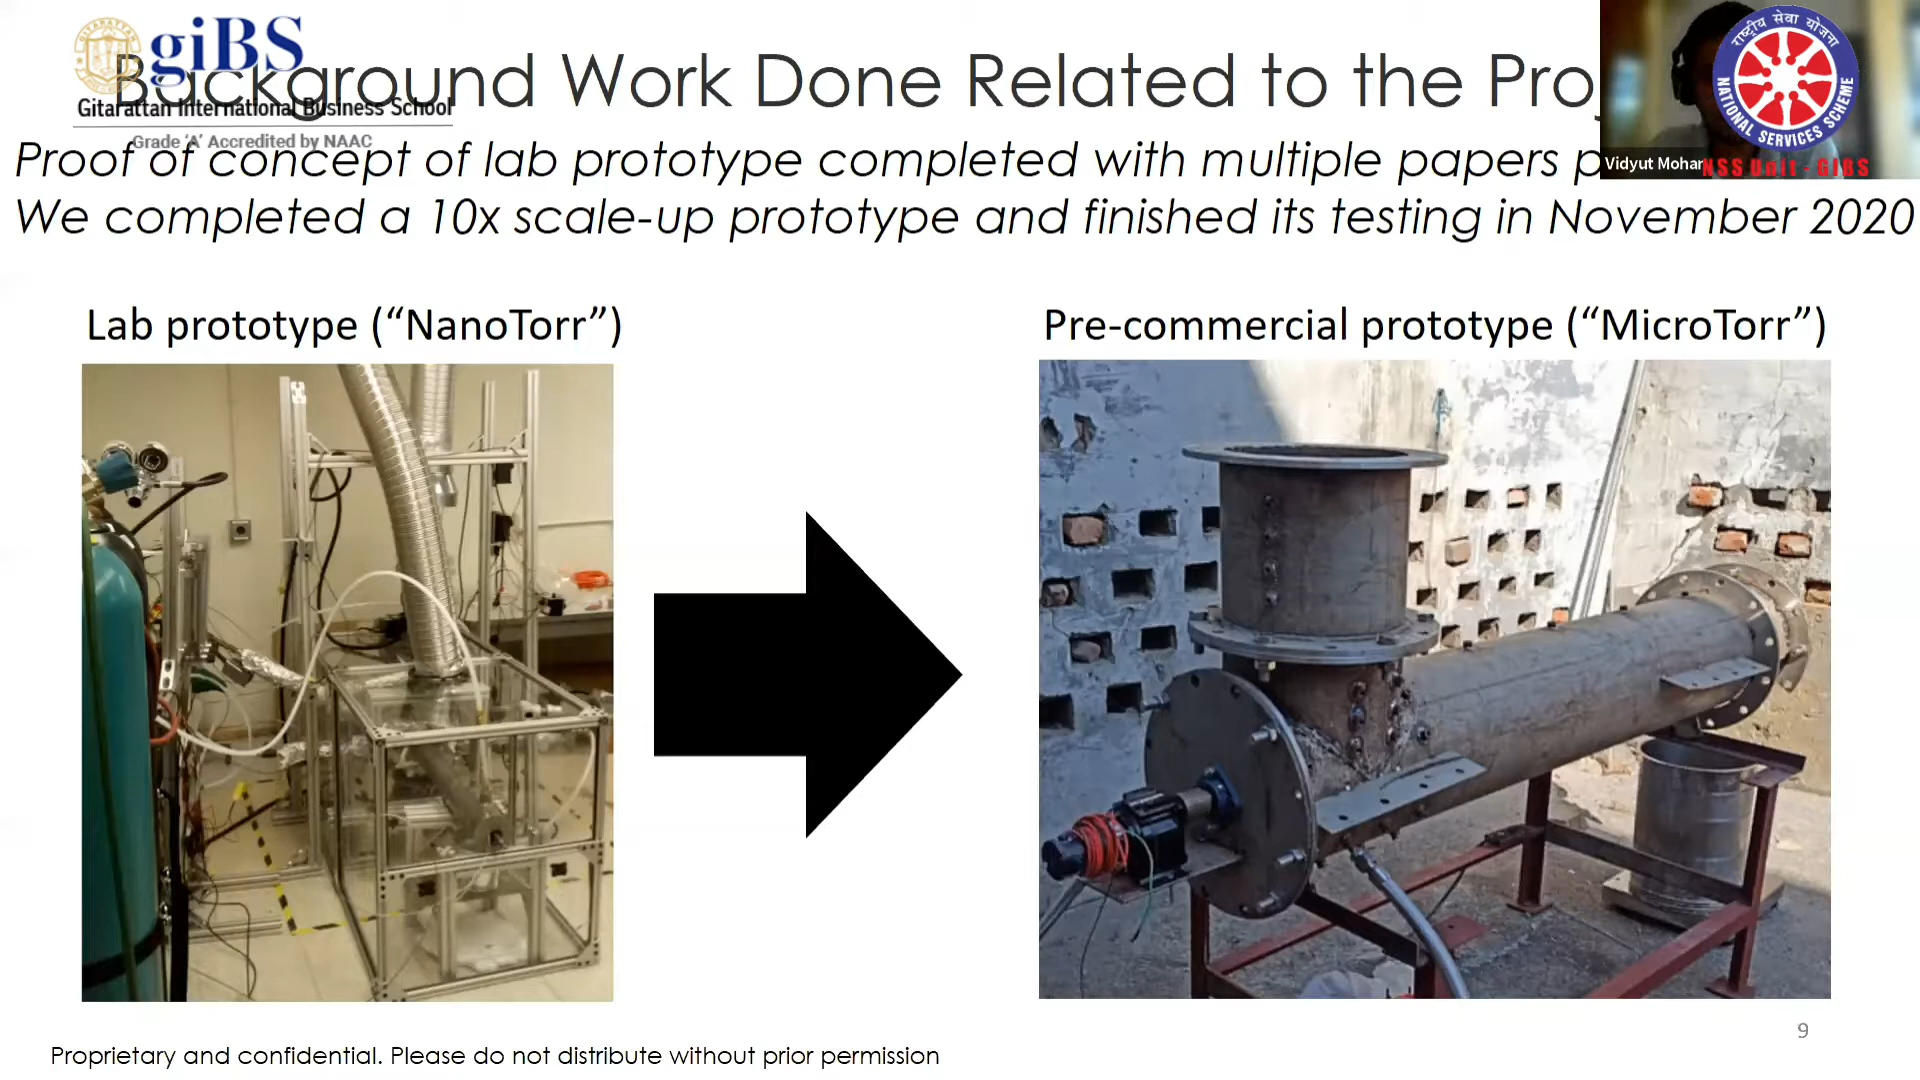 giBS
Gitarattan International Business School
Grade 'A' Accredited by NAAC
Background Work Done Related to the
Proof of concept of lab prototype completed with multiple papers
We completed a 10x scale-up prototype and finished its testing in November 2020
राष्ट्रीय सेवा योजना
NATIONAL SERVICES SCHEME
Vidyut Mohan
NSS Unit - GIBS
Lab prototype (“NanoTorr”)
Pre-commercial prototype (“MicroTorr”)
9
Proprietary and confidential. Please do not distribute without prior permission